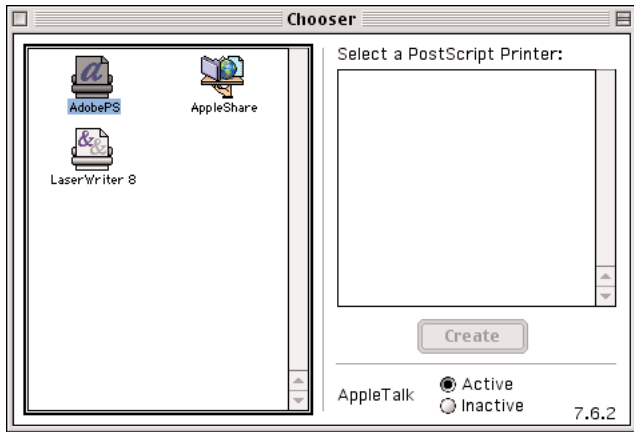 Chooser
AdobePS
AppleShare
LaserWriter 8
Select a PostScript Printer:
Create
AppleTalk
Active
Inactive
7.6.2